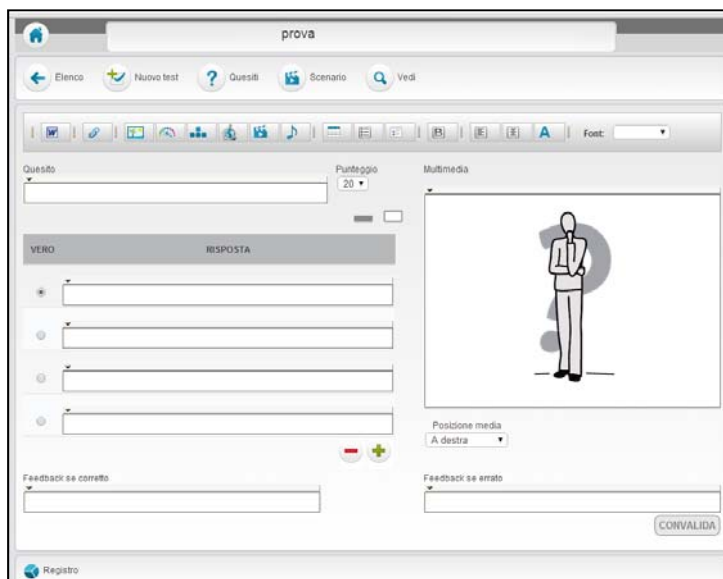 prova
Elenco Nuovo test ? Quesiti Scenario Vedi
W B A Font:
Quesito Punteggio Multimedia
20
VERO RISPOSTA
Posizione media
A destra
Feedback se corretto Feedback se errato
CONVALIDA
Registro